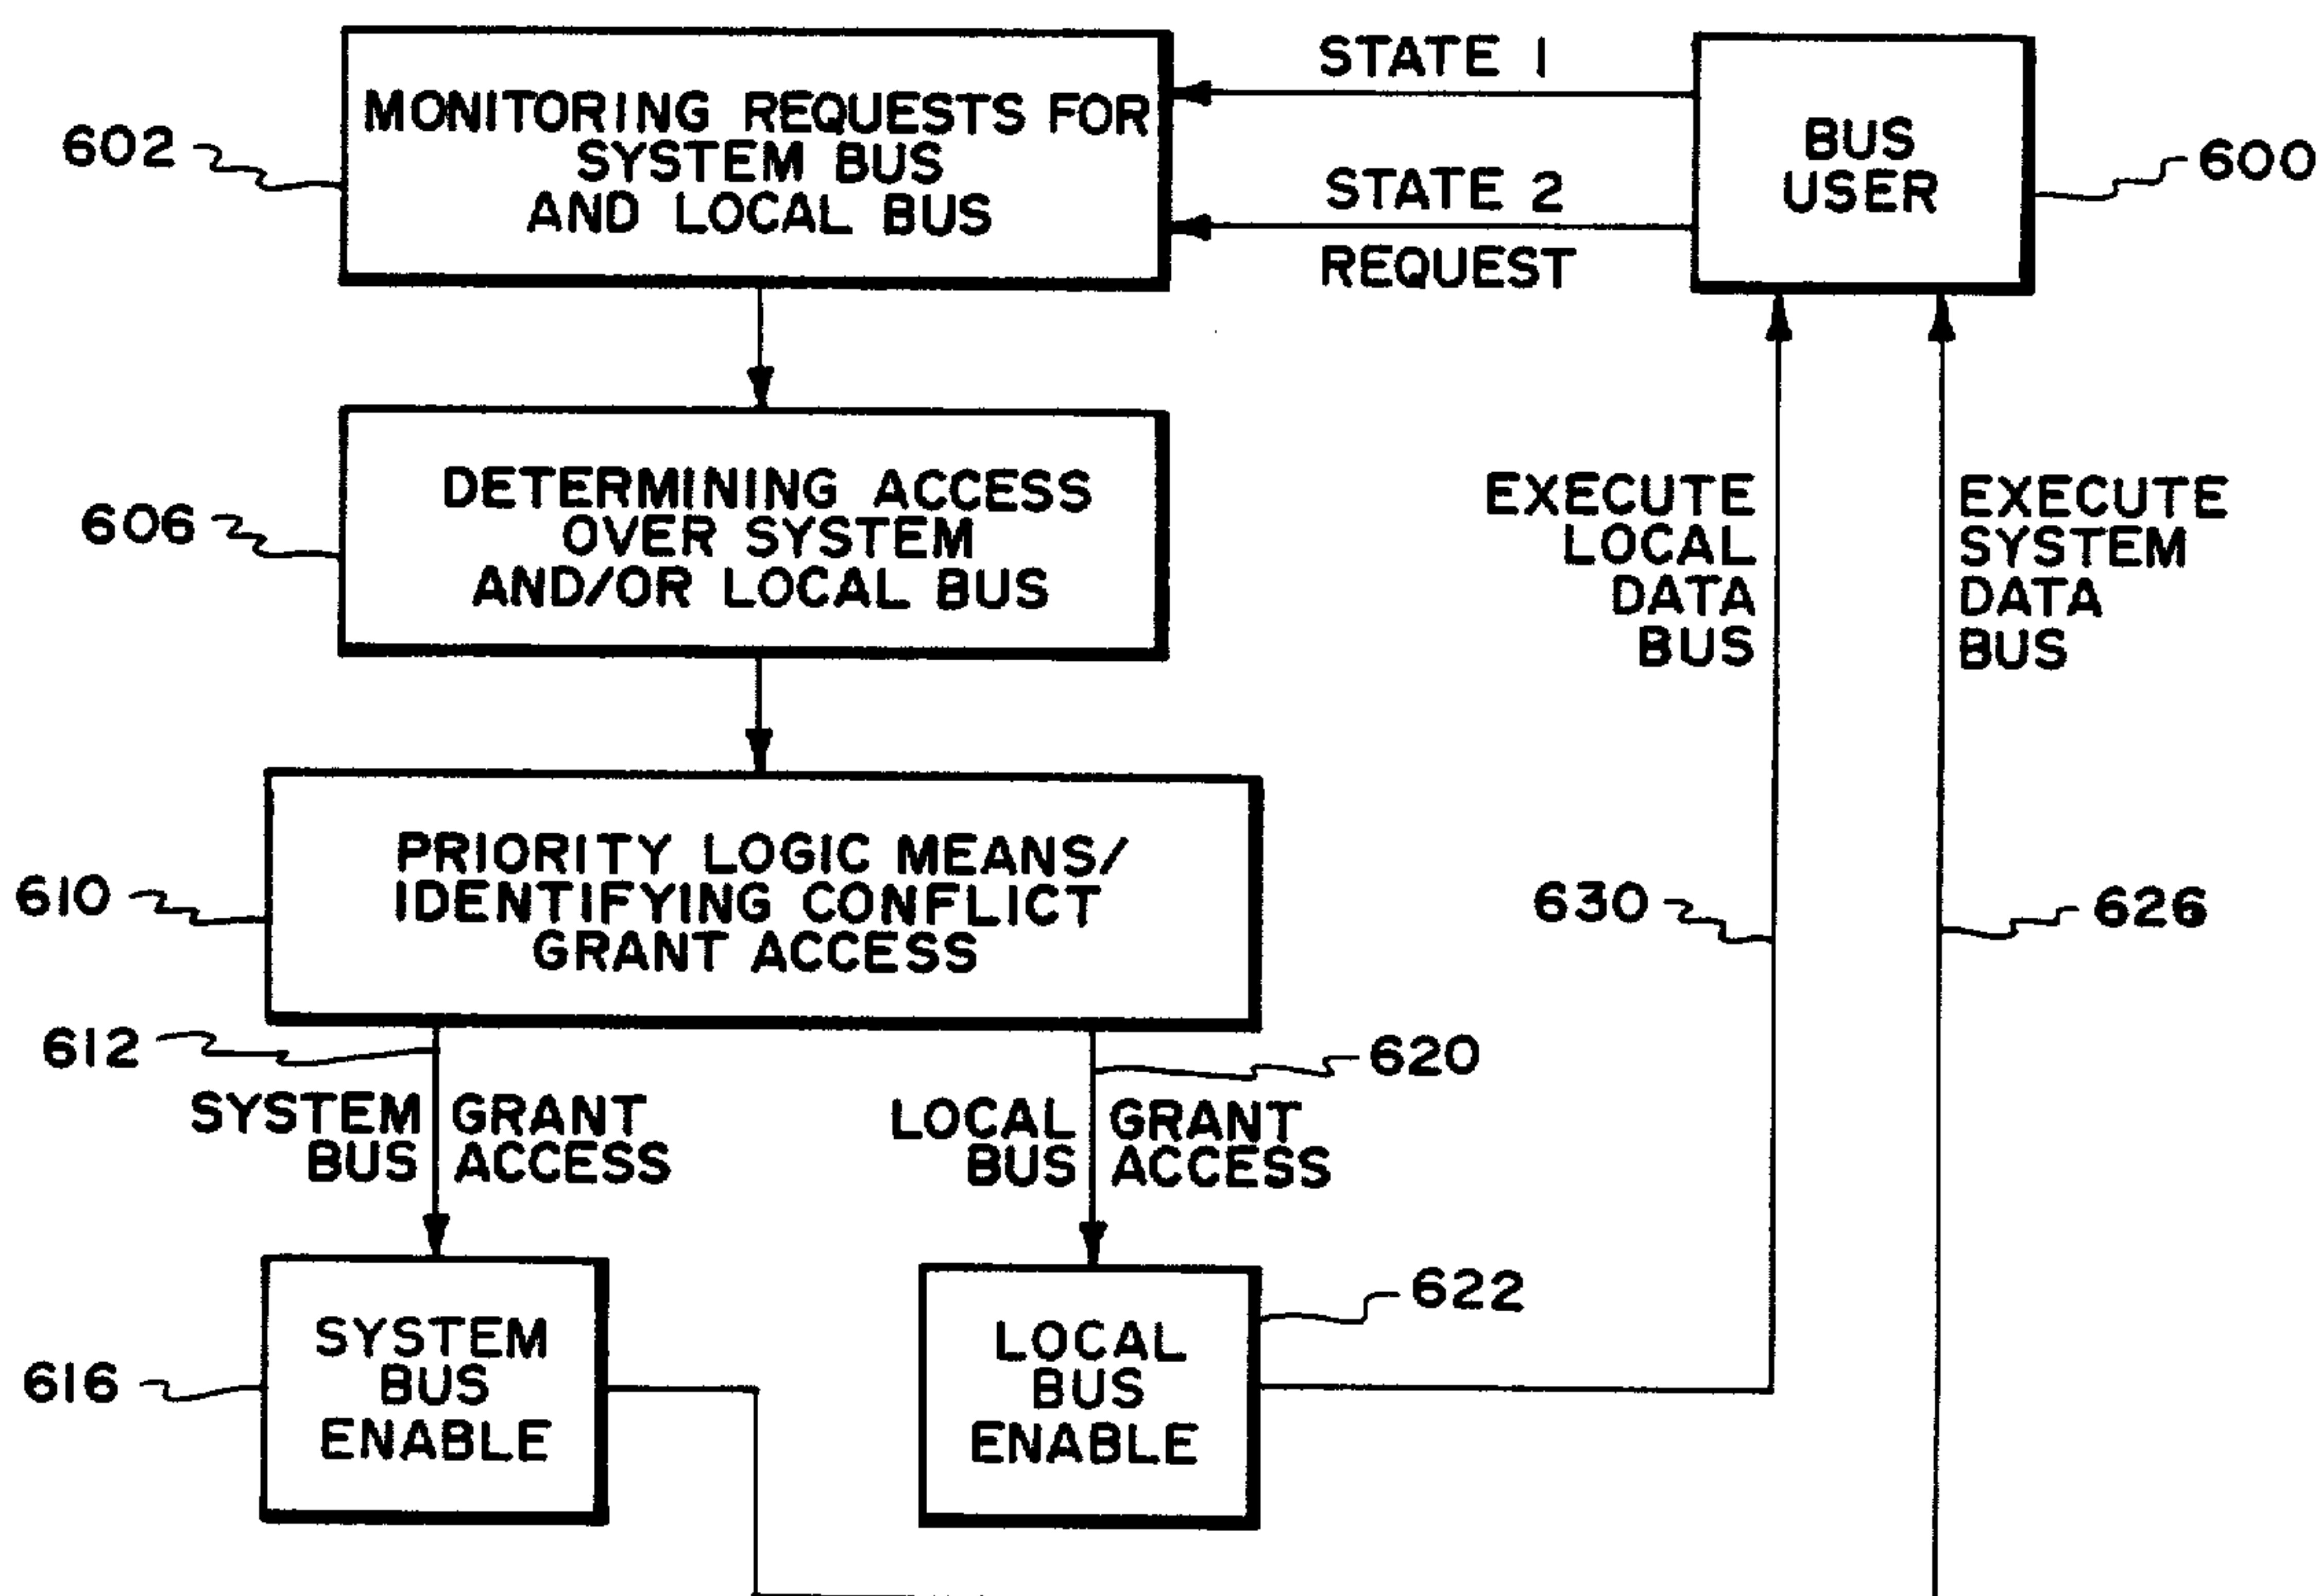 MONITORING REQUESTS FOR
SYSTEM BUS
AND LOCAL BUS
602
STATE 1
STATE 2
REQUEST
BUS
USER
600
DETERMINING ACCESS
OVER SYSTEM
AND/OR LOCAL BUS
606
EXECUTE
LOCAL
DATA
BUS
EXECUTE
SYSTEM
DATA
BUS
PRIORITY LOGIC MEANS/
IDENTIFYING CONFLICT
GRANT ACCESS
610
630
626
612
620
SYSTEM GRANT
BUS ACCESS
LOCAL GRANT
BUS ACCESS
SYSTEM
BUS
ENABLE
616
LOCAL
BUS
ENABLE
622